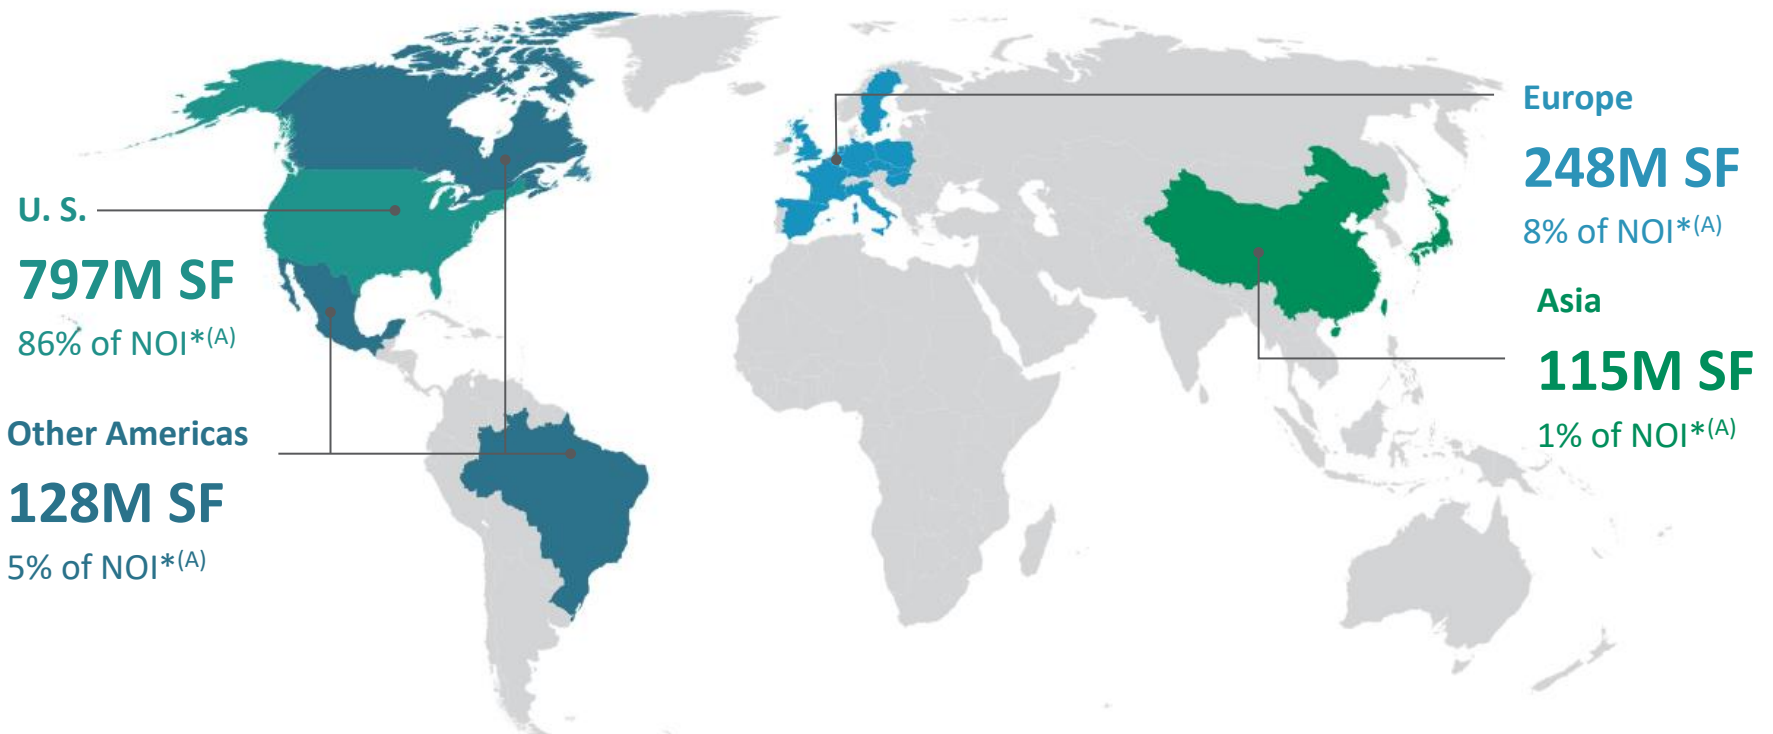 U. S.
797M SF
86% of NOI*(A)
Other Americas
128M SF
5% of NOI*(A)
Europe
248M SF
8% of NOI*(A)
Asia
115M SF
1% of NOI*(A)